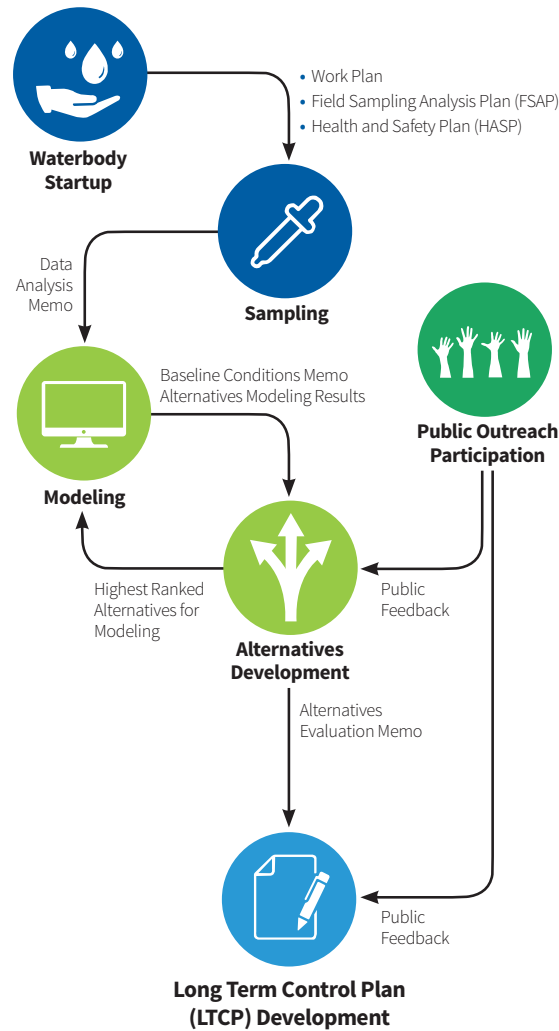 • Work Plan
• Field Sampling Analysis Plan (FSAP)
• Health and Safety Plan (HASP)
Waterbody
Startup
Data
Analysis
Memo
Sampling
Baseline Conditions Memo
Alternatives Modeling Results
Public Outreach
Participation
Modeling
Highest Ranked
Alternatives for
Modeling
Public
Feedback
Alternatives
Development
Alternatives
Evaluation Memo
Public
Feedback
Long Term Control Plan
(LTCP) Development